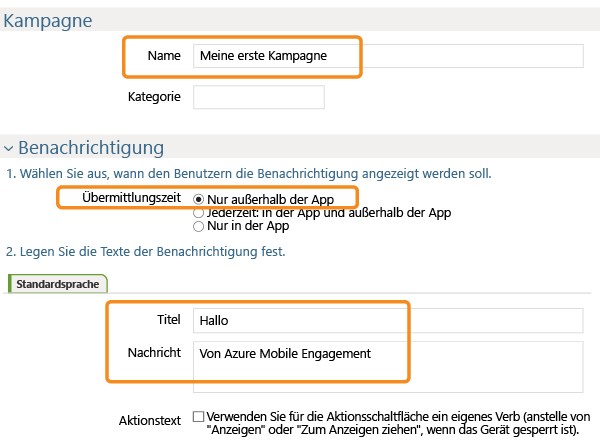 Kampagne
Name Meine erste Kampagne
Kategorie
Benachrichtigung
1. Wählen Sie aus, wann den Benutzern die Benachrichtigung angezeigt werden soll.
Übermittlungszeit Nur außerhalb der App
Jederzeit: in der App und außerhalb der App
Nur in der App
2. Legen Sie die Texte der Benachrichtigung fest.
Standardsprache
Titel Hallo
Nachricht Von Azure Mobile Engagement
Aktionstext Verwenden Sie für die Aktionsschaltfläche ein eigenes Verb (anstelle von
"Anzeigen" oder "Zum Anzeigen ziehen", wenn das Gerät gesperrt ist).